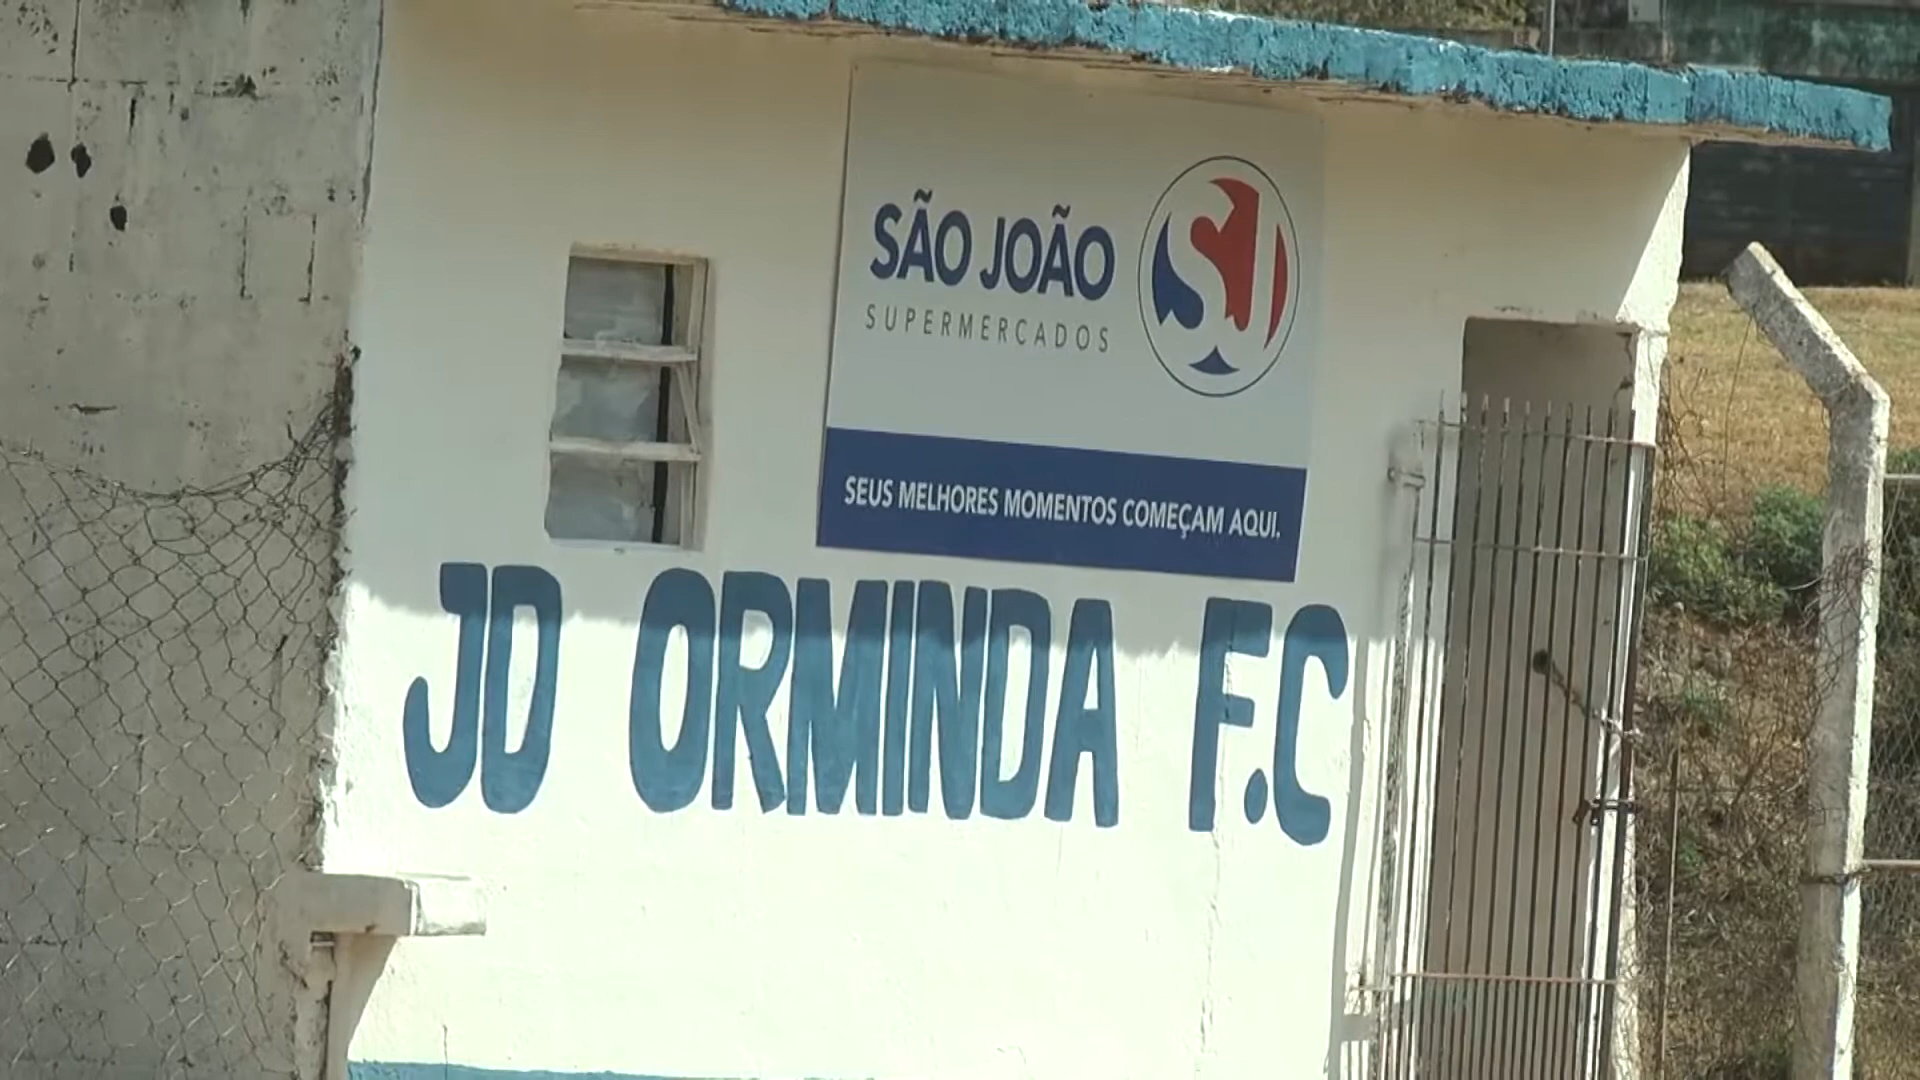 SÃO JOÃO
SUPERMERCADOS
SJ
SEUS MELHORES MOMENTOS COMEÇAM AQUI.
JD ORMINDA F.C